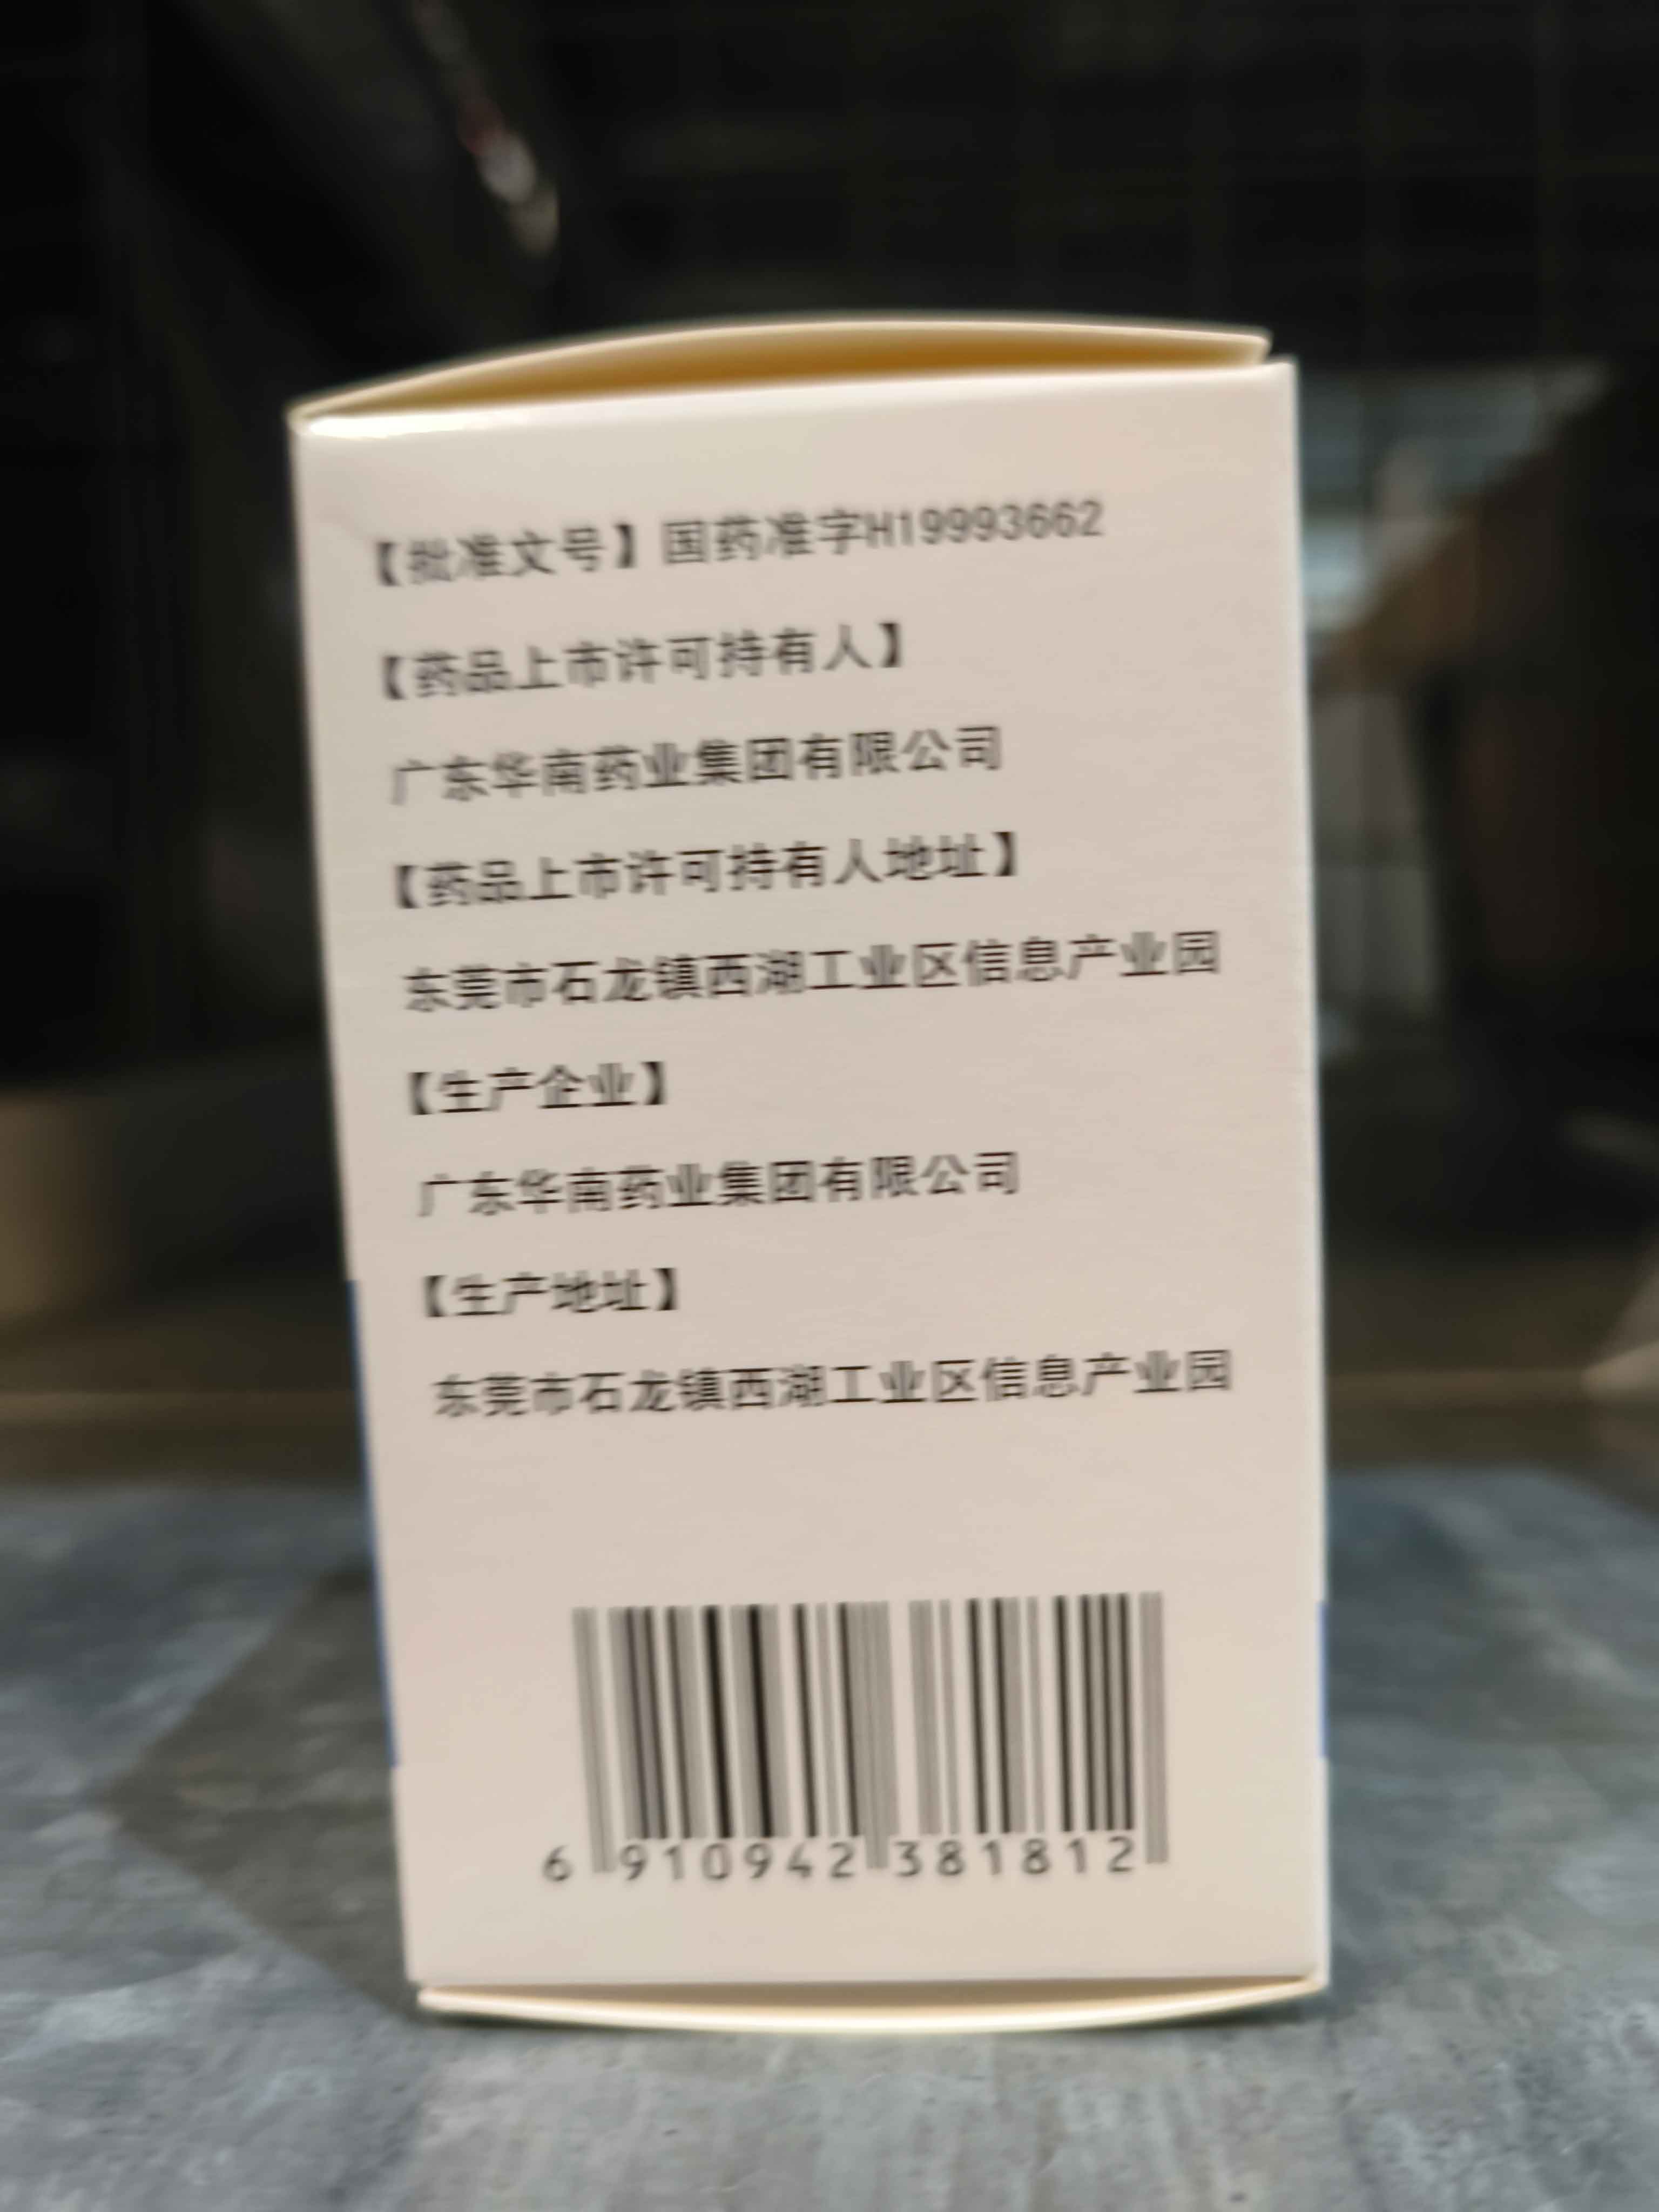 【批准文号】国药准字H19993662
【药品上市许可持有人】
广东华南药业集团有限公司
【药品上市许可持有人地址】
东莞市石龙镇西湖工业区信息产业园
【生产企业】
广东华南药业集团有限公司
【生产地址】
东莞市石龙镇西湖工业区信息产业园
6 910942 381812